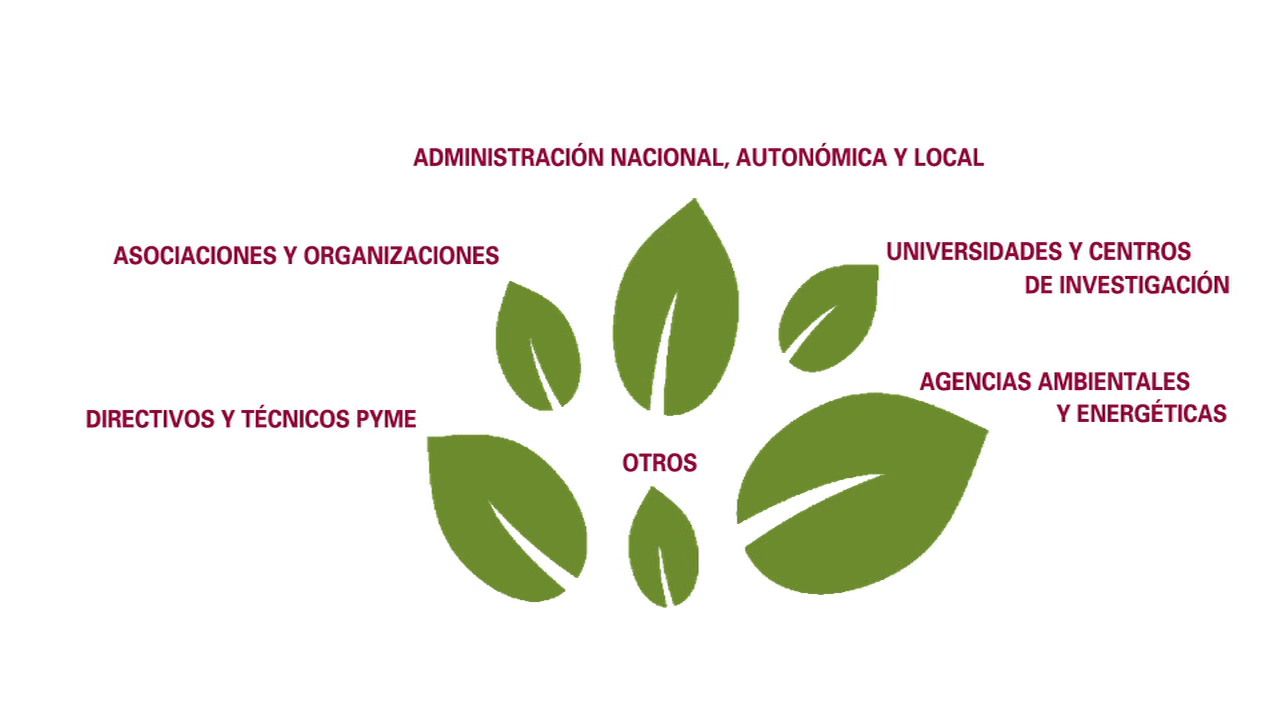 ADMINISTRACIÓN NACIONAL, AUTONÓMICA Y LOCAL
ASOCIACIONES Y ORGANIZACIONES
UNIVERSIDADES Y CENTROS
DE INVESTIGACIÓN
AGENCIAS AMBIENTALES
Y ENERGÉTICAS
DIRECTIVOS Y TÉCNICOS PYME
OTROS